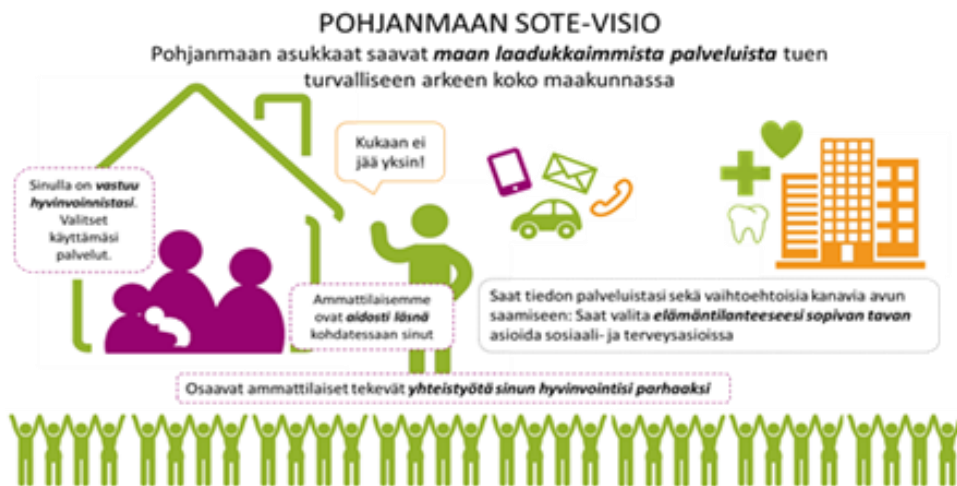 POHJANMAAN SOTE-VISIO
Pohjanmaan asukkaat saavat maan laadukkaimmista palveluista tuen
turvalliseen arkeen koko maakunnassa
Kukaan ei
jää yksin!
Sinulla on vastuu
hyvinvoinnistasi.
Valitset
käyttämäsi
palvelut.
Ammattilaisemme
ovat aidosti läsnä
kohdatessaan sinut
Saat tiedon palveluistasi sekä vaihtoehtoisia kanavia avun
saamiseen: Saat valita elämäntilanteeseesi sopivan tavan
asioida sosiaali- ja terveysasioissa
Osaavat ammattilaiset tekevät yhteistyötä sinun hyvinvointisi parhaaksi